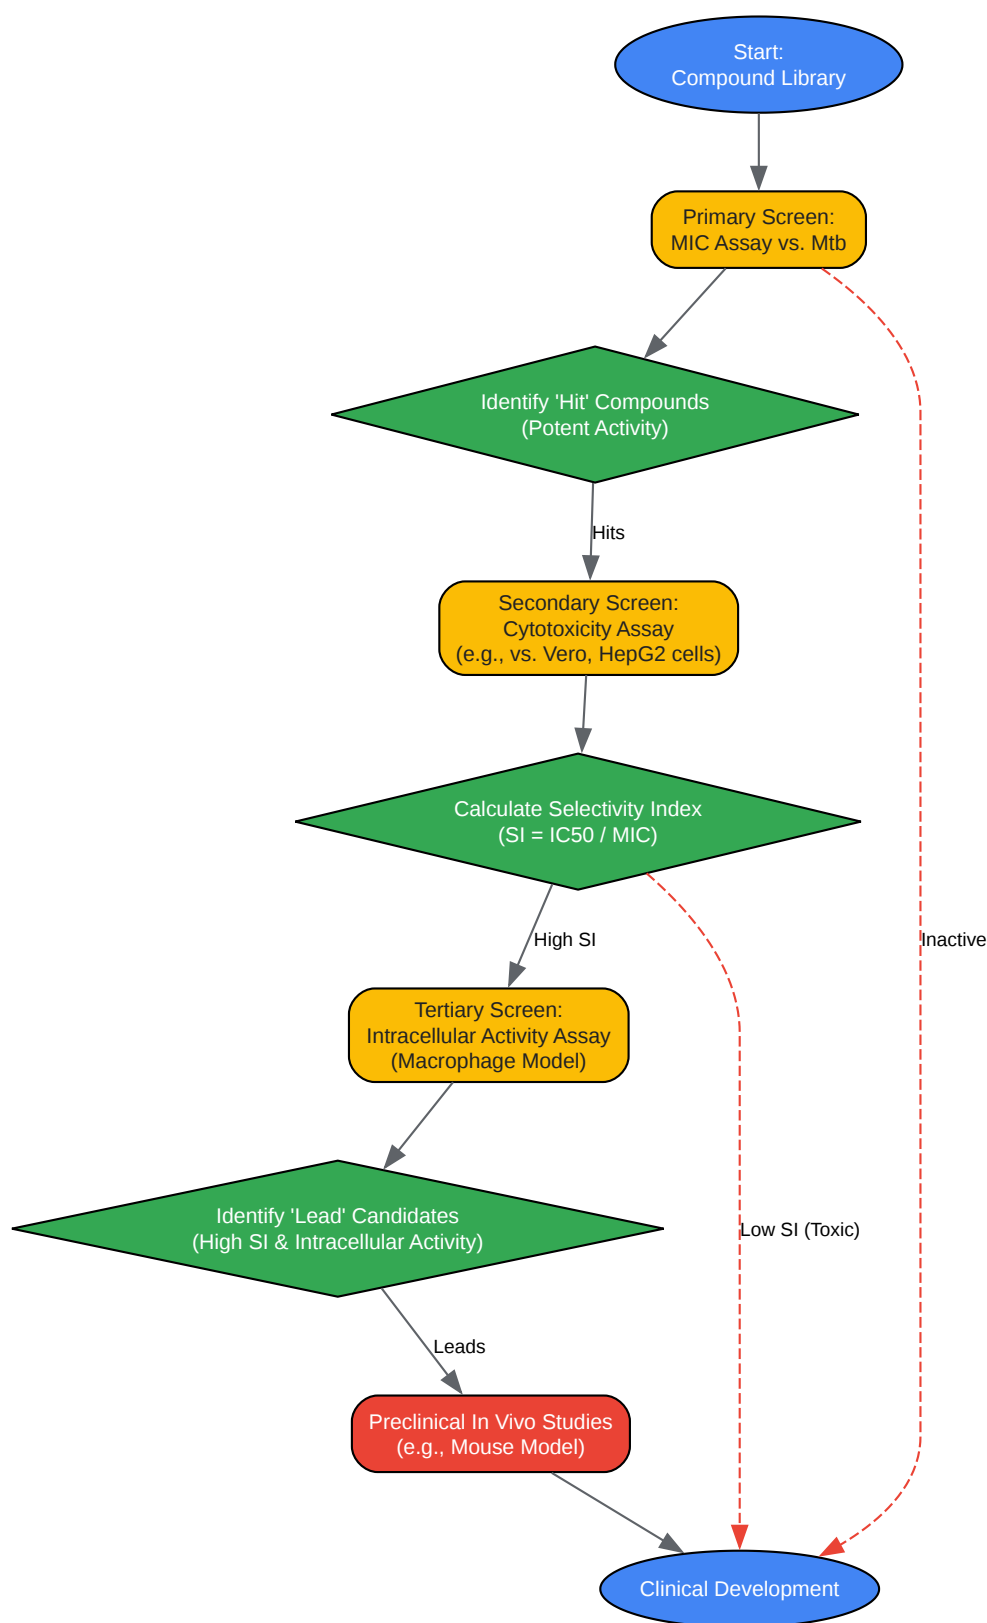 Start:
Compound Library
Primary Screen:
MIC Assay vs. Mtb
Identify 'Hit' Compounds
(Potent Activity)
Hits
Secondary Screen:
Cytotoxicity Assay
(e.g., vs. Vero, HepG2 cells)
Calculate Selectivity Index
(SI = IC50 / MIC)
High SI
Inactive
Tertiary Screen:
Intracellular Activity Assay
(Macrophage Model)
Identify 'Lead' Candidates
(High SI & Intracellular Activity)
Low SI (Toxic)
Leads
Preclinical In Vivo Studies
(e.g., Mouse Model)
Clinical Development